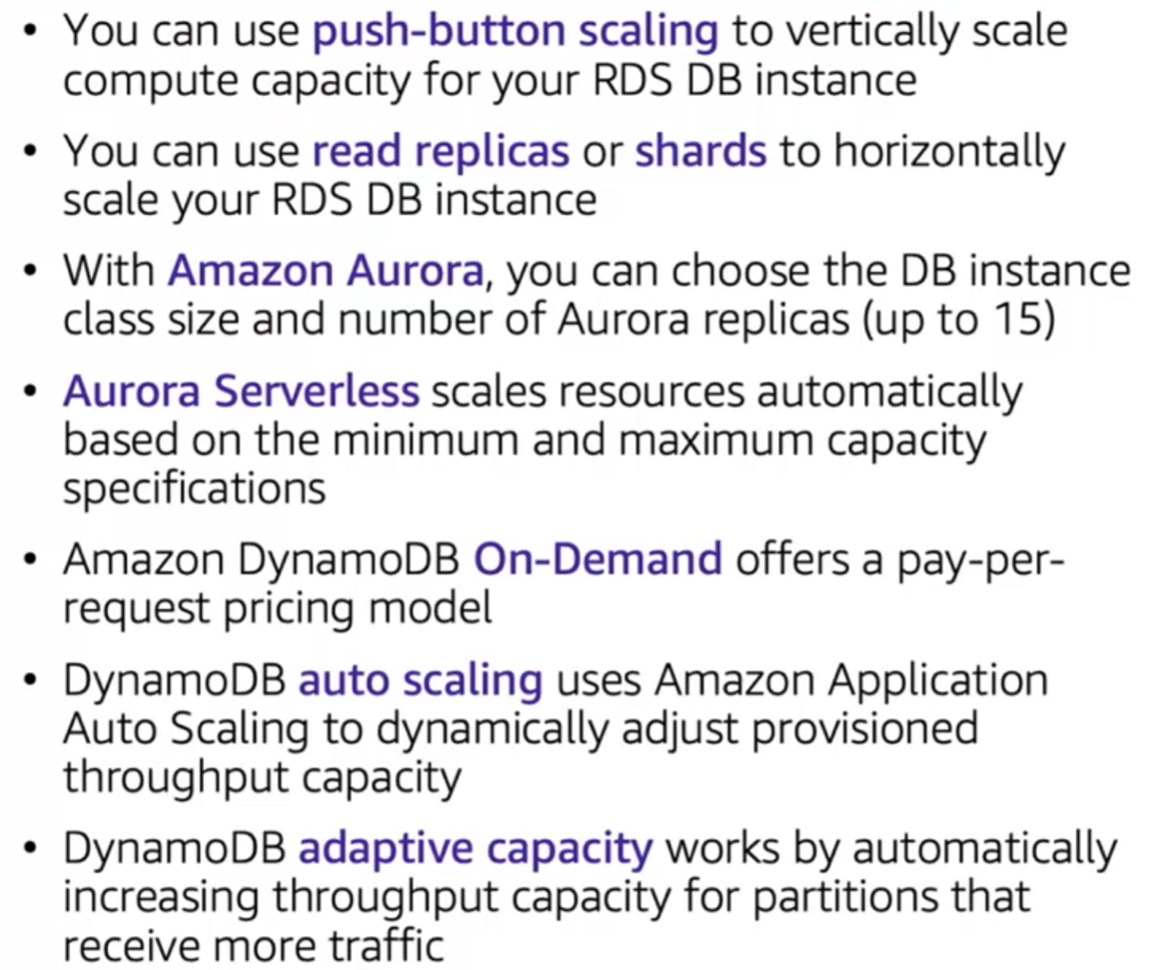 • You can use push-button scaling to vertically scale
compute capacity for your RDS DB instance
• You can use read replicas or shards to horizontally
scale your RDS DB instance
• With Amazon Aurora, you can choose the DB instance
class size and number of Aurora replicas (up to 15)
• Aurora Serverless scales resources automatically
based on the minimum and maximum capacity
specifications
• Amazon DynamoDB On-Demand offers a pay-per-
request pricing model
• DynamoDB auto scaling uses Amazon Application
Auto Scaling to dynamically adjust provisioned
throughput capacity
• DynamoDB adaptive capacity works by automatically
increasing throughput capacity for partitions that
receive more traffic